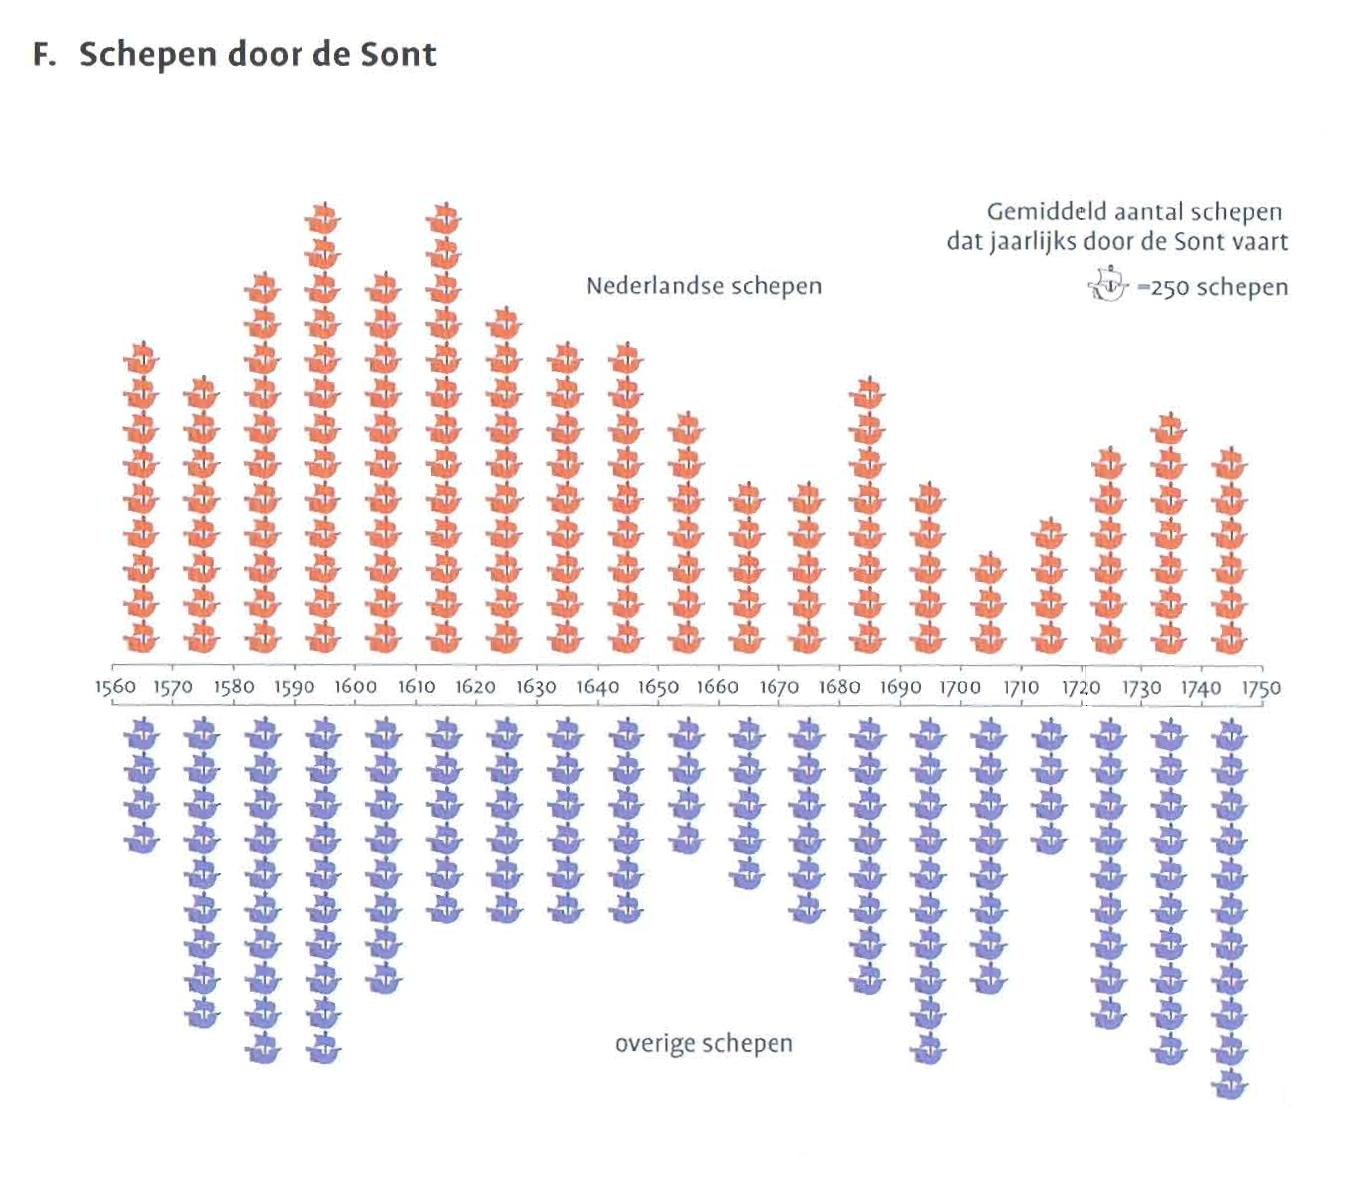 F. Schepen door de Sont
Gemiddeld aantal schepen
dat jaarlijks door de Sont vaart
=250 schepen
Nederlandse schepen
1560 1570 1580 1590 1600 1610 1620 1630 1640 1650 1660 1670 1680 1690 1700 1710 1720 1730 1740 1750
overige schepen